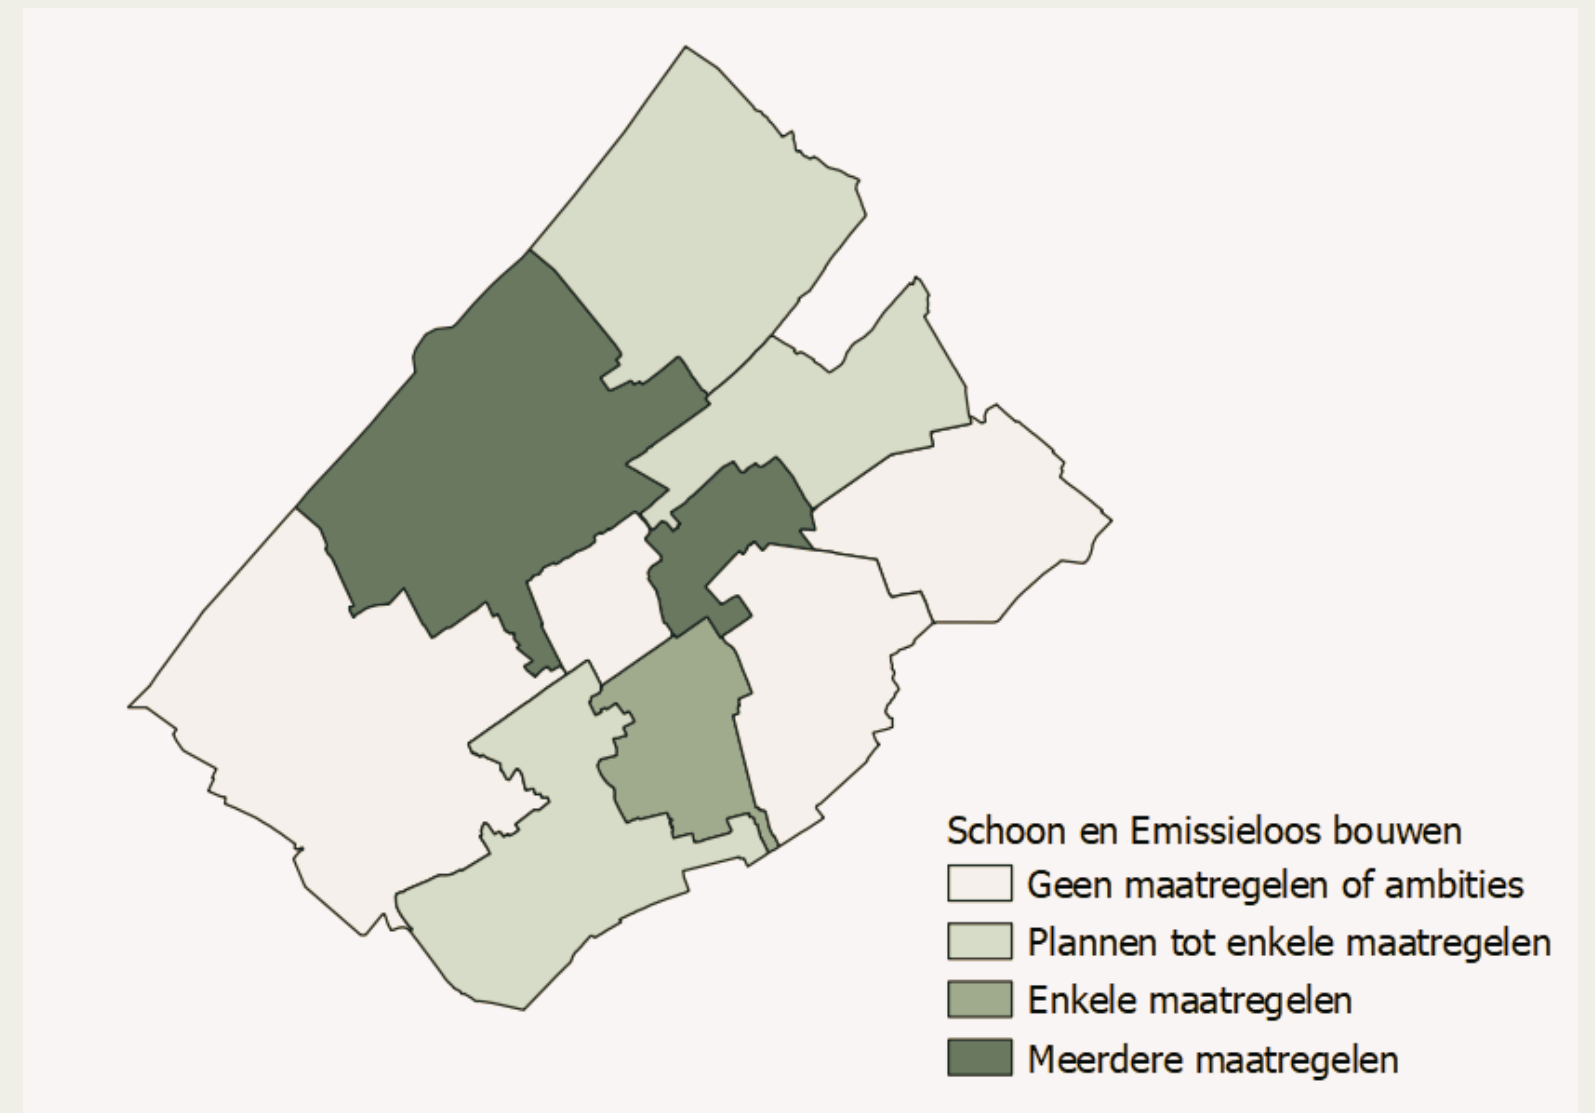 Schoon en Emissieloos bouwen
Geen maatregelen of ambities
Plannen tot enkele maatregelen
Enkele maatregelen
Meerdere maatregelen